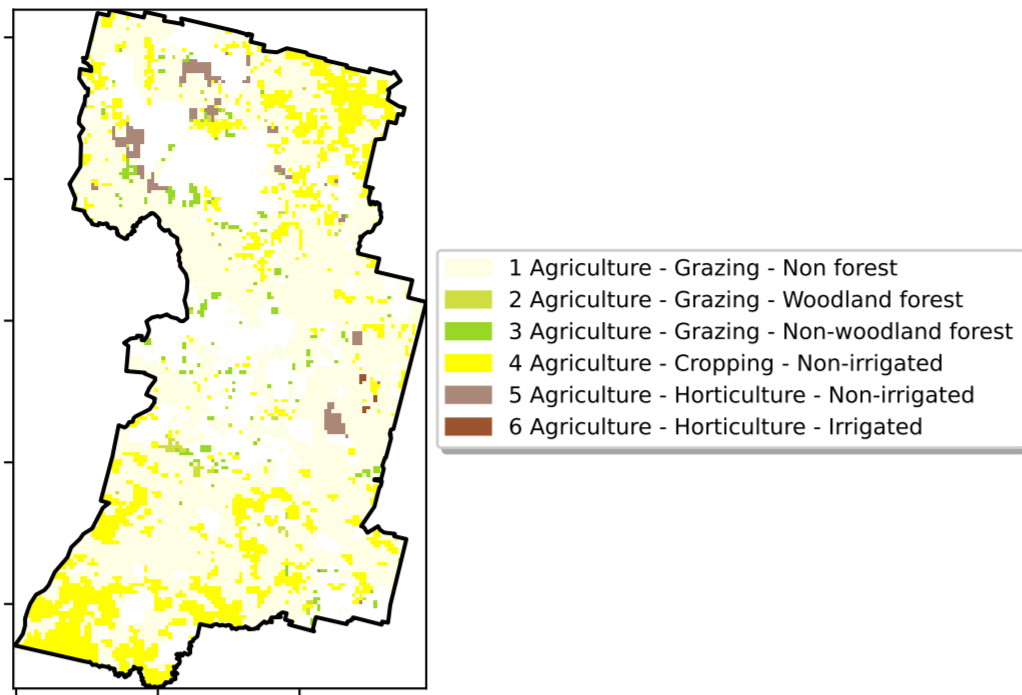 1 Agriculture - Grazing - Non forest
2 Agriculture - Grazing - Woodland forest
3 Agriculture - Grazing - Non-woodland forest
4 Agriculture - Cropping - Non-irrigated
5 Agriculture - Horticulture - Non-irrigated
6 Agriculture - Horticulture - Irrigated